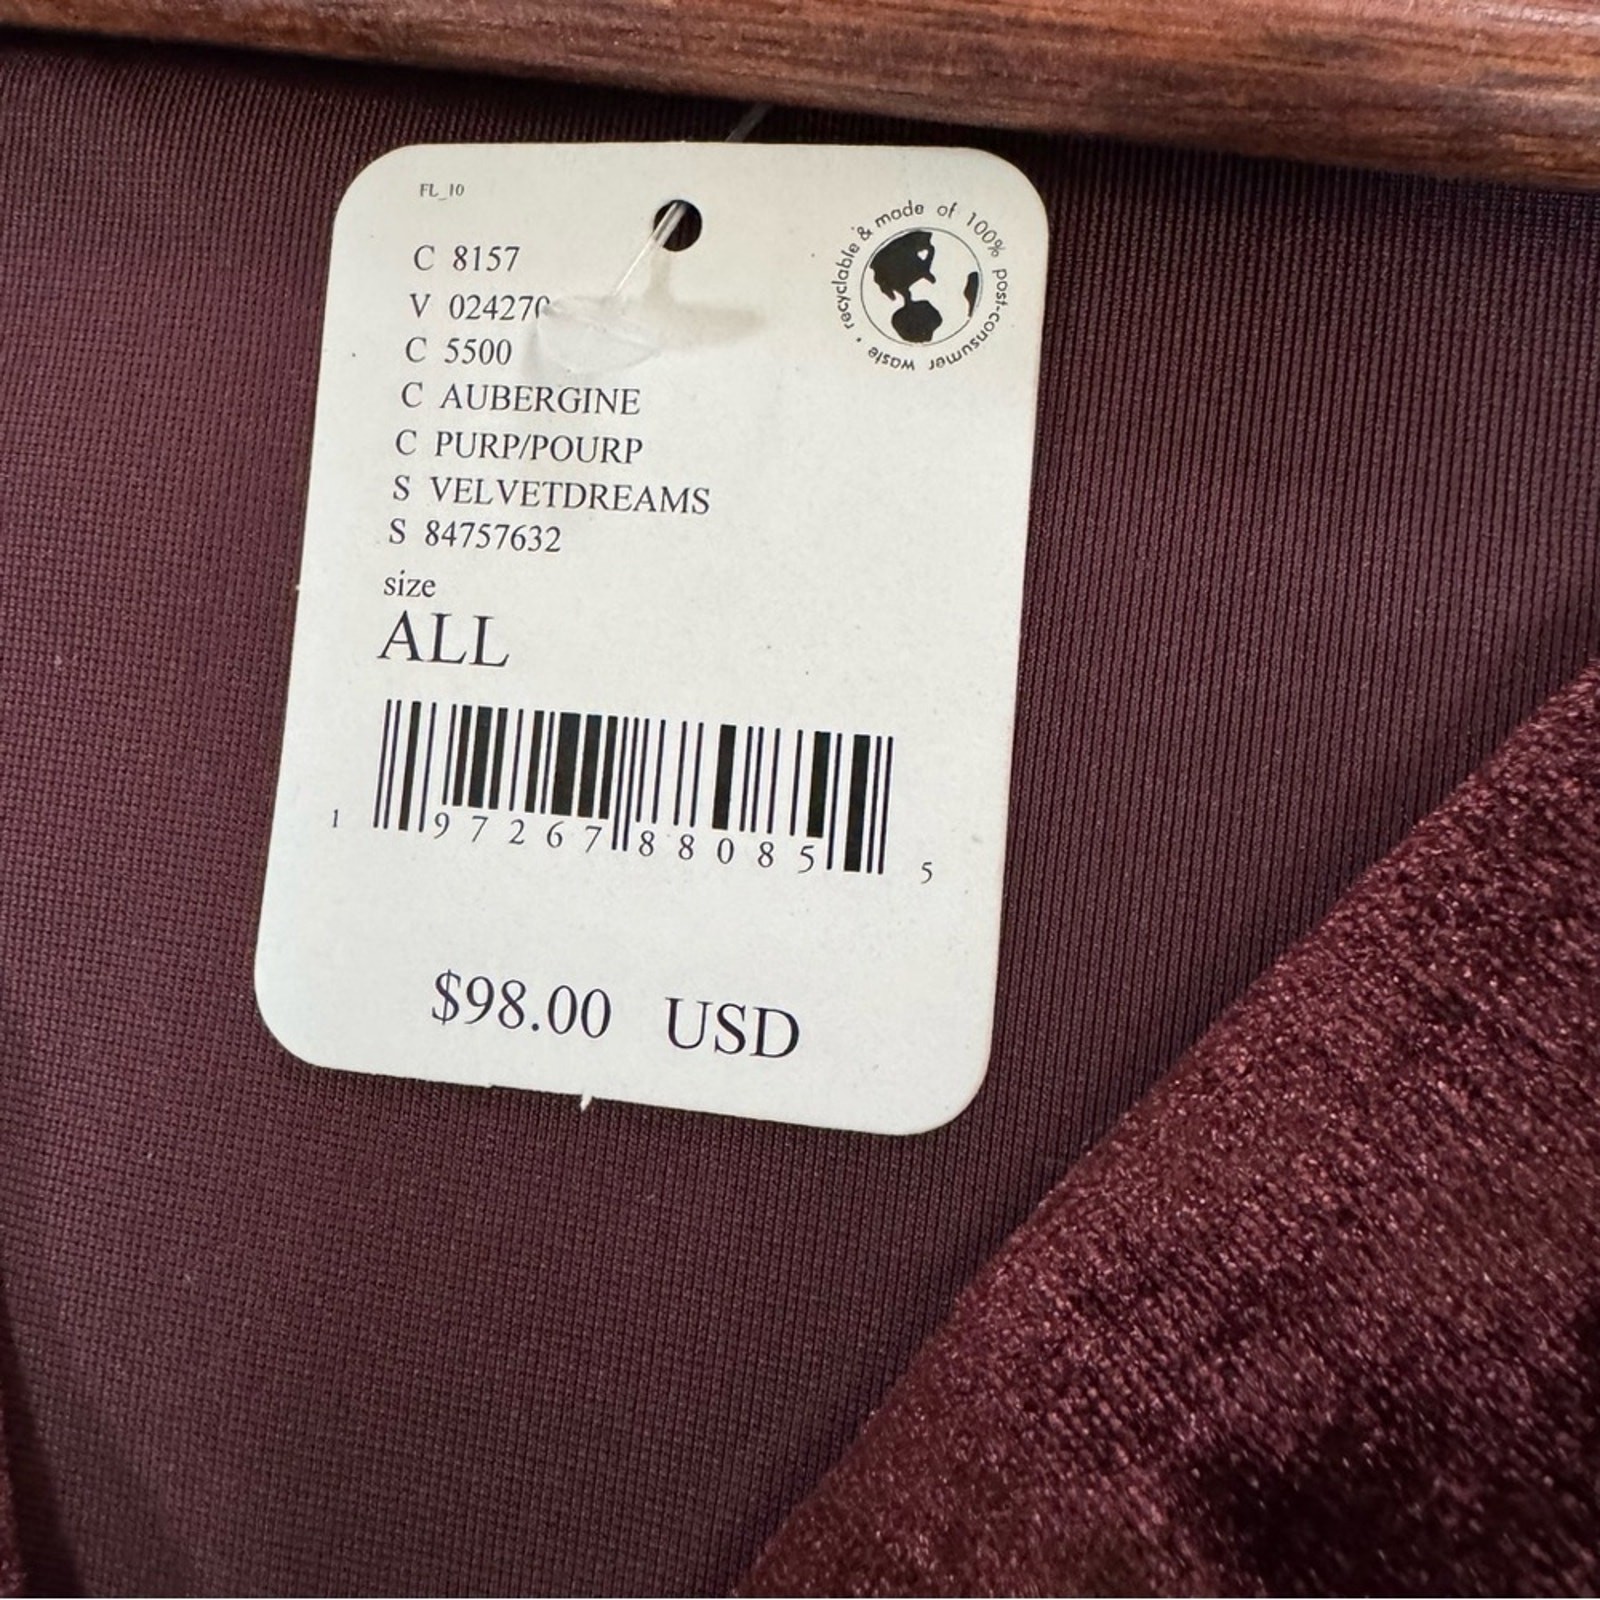 FL_10
recyclable & made of 100% post-consumer waste •
C 8157
V 024270
C 5500
C AUBERGINE
C PURP/POURP
S VELVETDREAMS
S 84757632
size
ALL
1 97267 88085 5
$98.00 USD